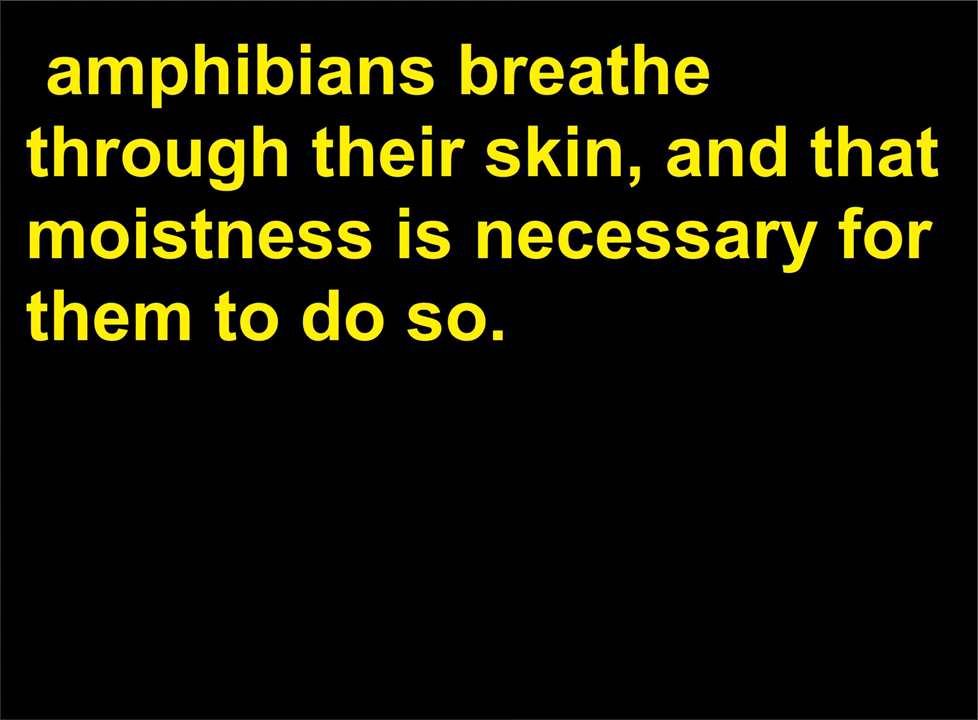 amphibians breathe
through their skin, and that
moistness is necessary for
them to do so.